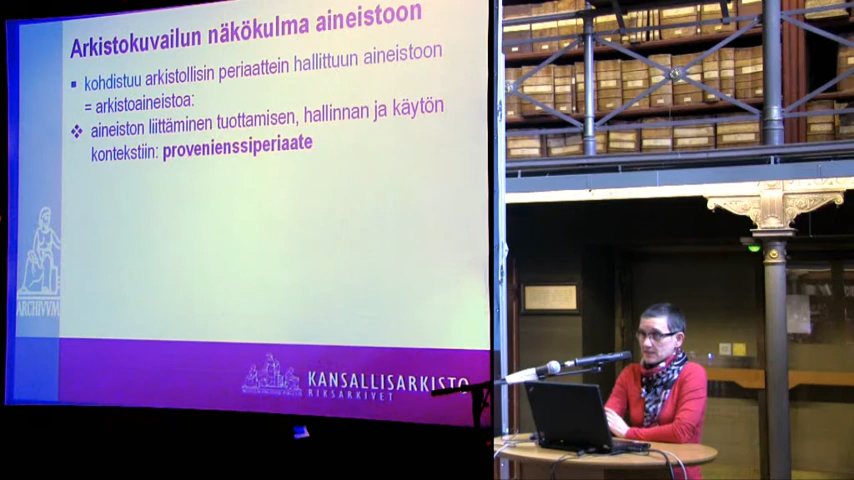 Arkistokuvailun näkökulma aineistoon
▪ kohdistuu arkistollisin periaattein hallittuun aineistoon
= arkistoaineistoa:
❖ aineiston liittäminen tuottamisen, hallinnan ja käytön
kontekstiin: provenienssiperiaate
ARCHIVVM
KANSALLISARKISTO
RIKSARKIVET